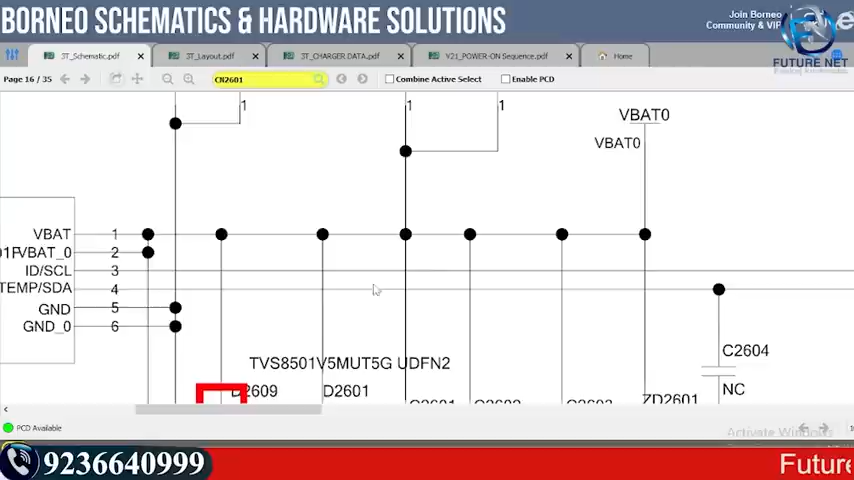 BORNEO SCHEMATICS & HARDWARE SOLUTIONS
Join Borneo
Community & VIP
FUTURE NET
3T_Schematic.pdf
3T_Layout.pdf
3T_CHARGER.DATA.pdf
V21_POWER-ON Sequence.pdf
Home
Page 16 / 35
CN2601
Combine Active Select
Enable PCD
1
1
1
VBAT0
VBAT0
VBAT 1
VBAT_0 2
ID/SCL 3
TEMP/SDA 4
GND 5
GND_0 6
C2604
NC
TVS8501V5MUT5G UDFN2
D2609
D2601
C2601
C2602
C2603
ZD2601
PCD Available
Activate Windows
9236640999
Future